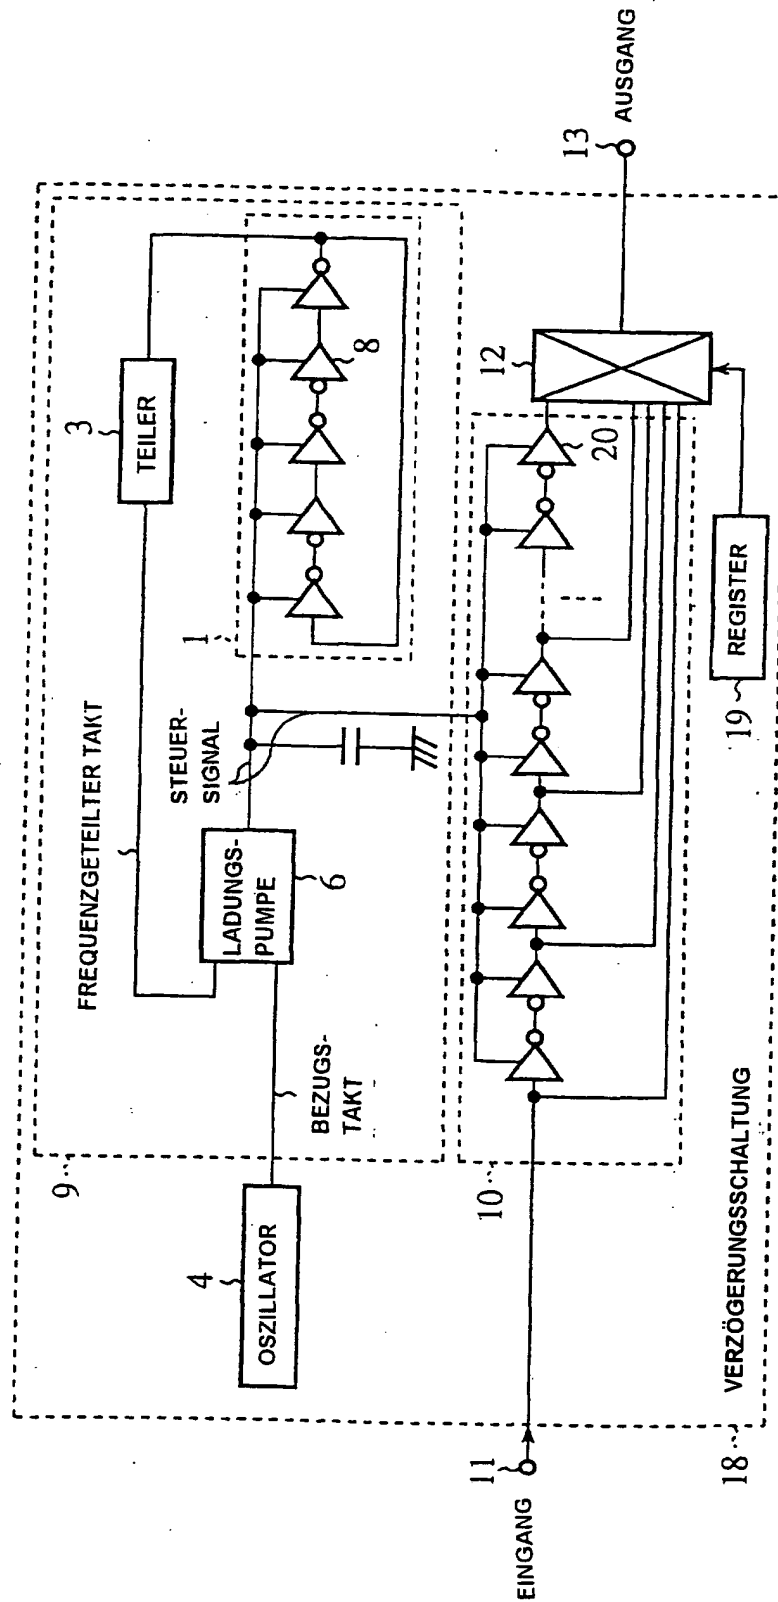 FREQUENZGETEILTER TAKT
3
TEILER
9
4
OSZILLATOR
BEZUGS-
TAKT
LADUNGS-
PUMPE
6
STEUER-
SIGNAL
1
8
11
EINGANG
10
20
12
13
AUSGANG
19
REGISTER
18
VERZÖGERUNGSSCHALTUNG